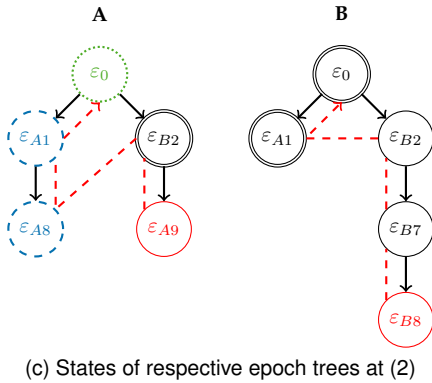 A B
ε0 ε0
εA1 εB2 εA1 εB2
εA8 εA9 εB7
εB8
(c) States of respective epoch trees at (2)